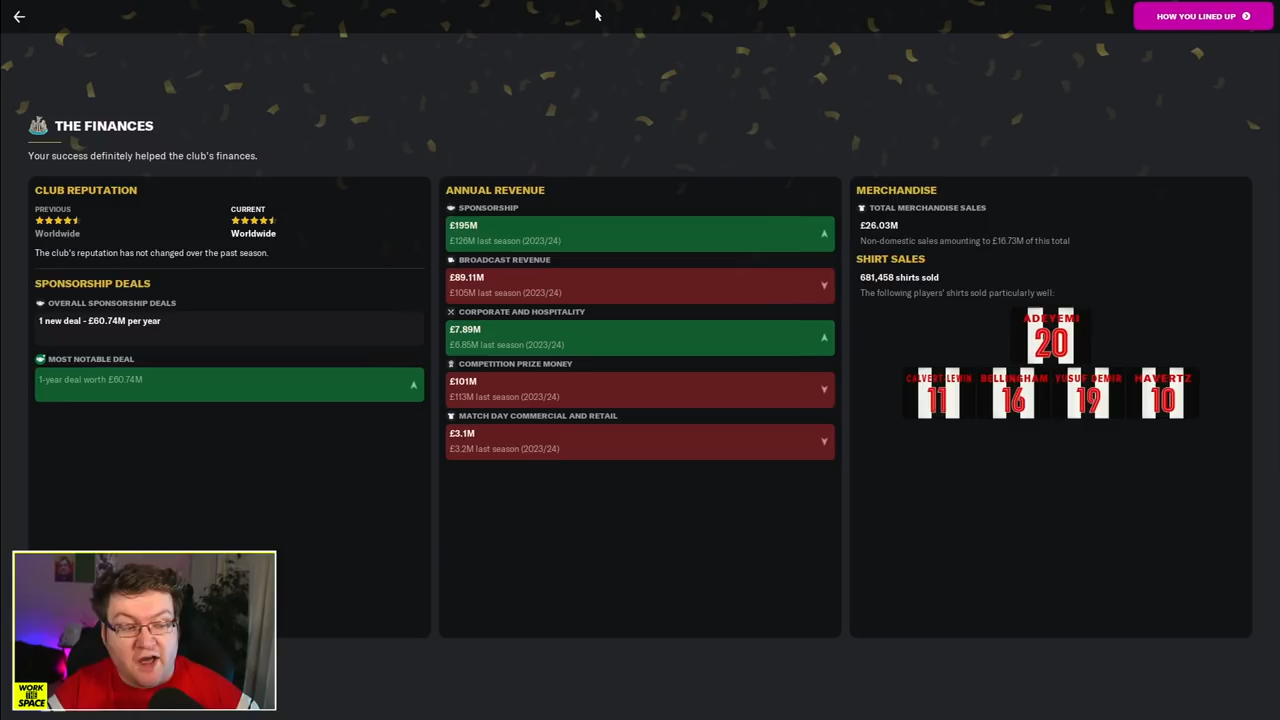 HOW YOU LINED UP
THE FINANCES
Your success definitely helped the club's finances.
CLUB REPUTATION
PREVIOUS
CURRENT
Worldwide
Worldwide
The club's reputation has not changed over the past season.
SPONSORSHIP DEALS
OVERALL SPONSORSHIP DEALS
1 new deal - £60.74M per year
MOST NOTABLE DEAL
1-year deal worth £60.74M
ANNUAL REVENUE
SPONSORSHIP
£195M
£126M last season (2023/24)
BROADCAST REVENUE
£89.11M
£105M last season (2023/24)
CORPORATE AND HOSPITALITY
£7.89M
£6.85M last season (2023/24)
COMPETITION PRIZE MONEY
£101M
£113M last season (2023/24)
MATCH DAY COMMERCIAL AND RETAIL
£3.1M
£3.2M last season (2023/24)
MERCHANDISE
TOTAL MERCHANDISE SALES
£26.03M
Non-domestic sales amounting to £16.73M of this total
SHIRT SALES
681,458 shirts sold
The following players' shirts sold particularly well:
ADEYEMI
20
CALVERT-LEWIN
BELLINGHAM
YUSUF DEMIR
HAVERTZ
11
16
19
10
WORK
THE
SPACE